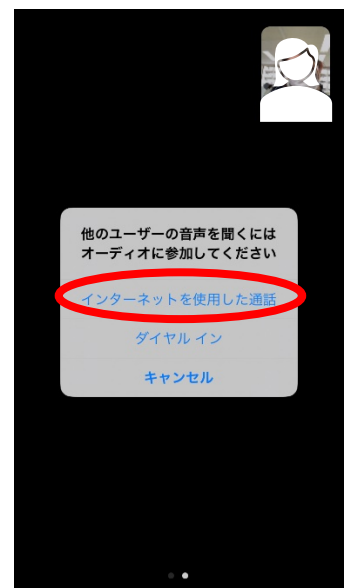 他のユーザーの音声を聞くには
オーディオに参加してください
インターネットを使用した通話
ダイヤル イン
キャンセル